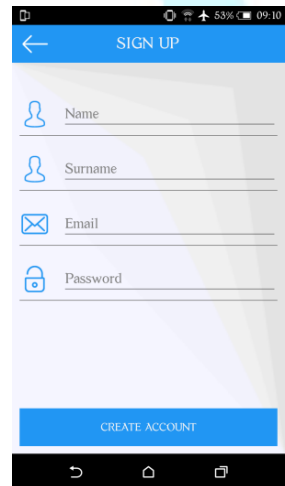 53% 09:10
SIGN UP
Name
Surname
Email
Password
CREATE ACCOUNT